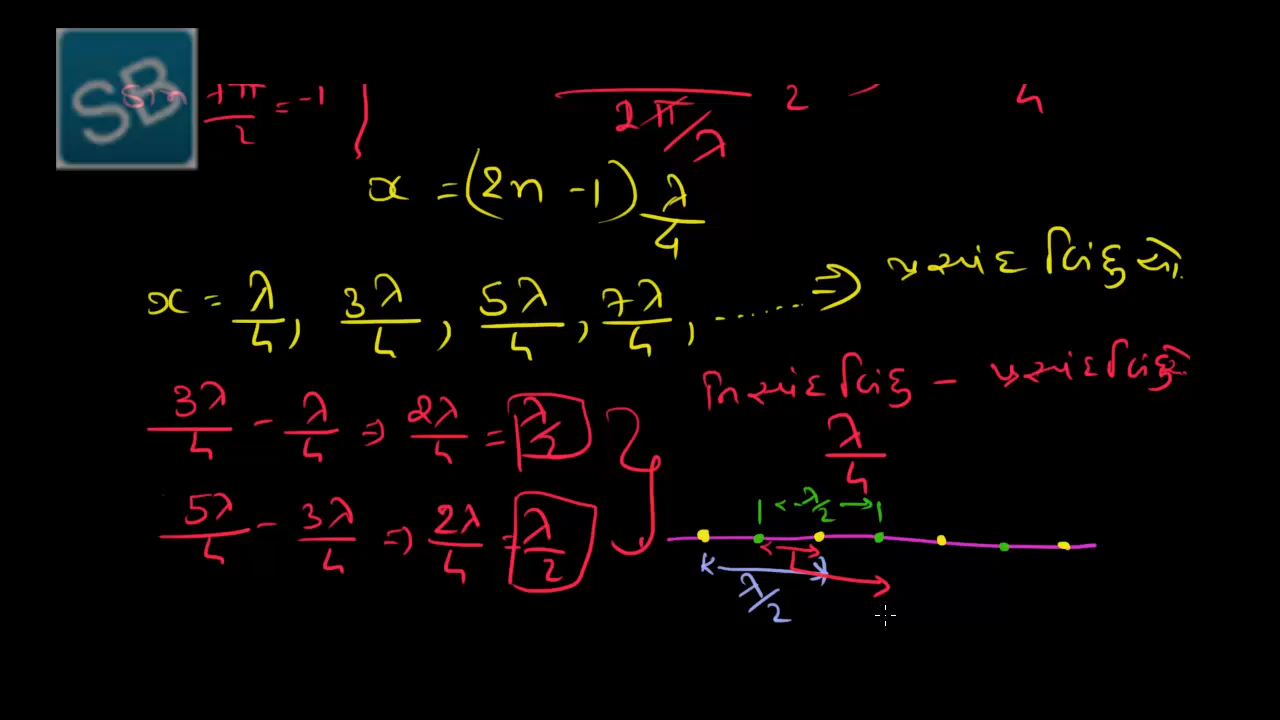 SB
sin 7π/2 = -1
2π/λ 2 - 4
x = (2n - 1) λ/4
x = λ/4, 3λ/4, 5λ/4, 7λ/4, ........ ⇒ પ્રસ્પંદ બિંદુઓ.
નિસ્પંદ બિંદુ - પ્રસ્પંદ બિંદુ
λ/4
3λ/4 - λ/4 ⇒ 2λ/4 = λ/2
5λ/4 - 3λ/4 ⇒ 2λ/4 = λ/2
λ/2
λ/2